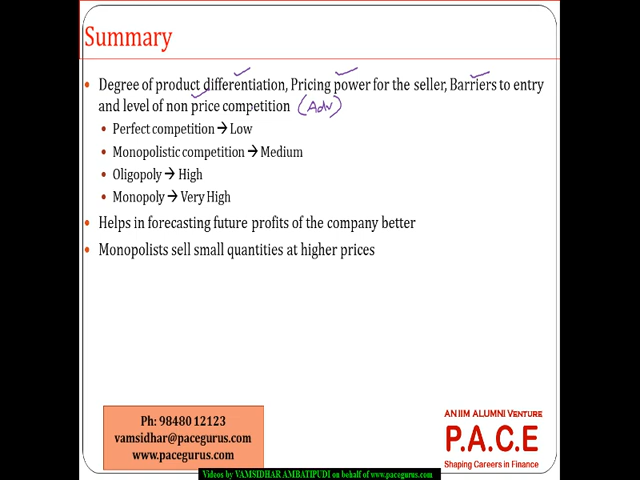 Summary
• Degree of product differentiation, Pricing power for the seller, Barriers to entry
and level of non price competition (Adv)
• Perfect competition → Low
• Monopolistic competition → Medium
• Oligopoly → High
• Monopoly → Very High
• Helps in forecasting future profits of the company better
• Monopolists sell small quantities at higher prices
Ph: 98480 12123
vamsidhar@pacegurus.com
www.pacegurus.com
AN IIM ALUMNI VENTURE
P.A.C.E
Shaping Careers in Finance
Videos by VAMSIDHAR AMBATIPUDI on behalf of www.pacegurus.com